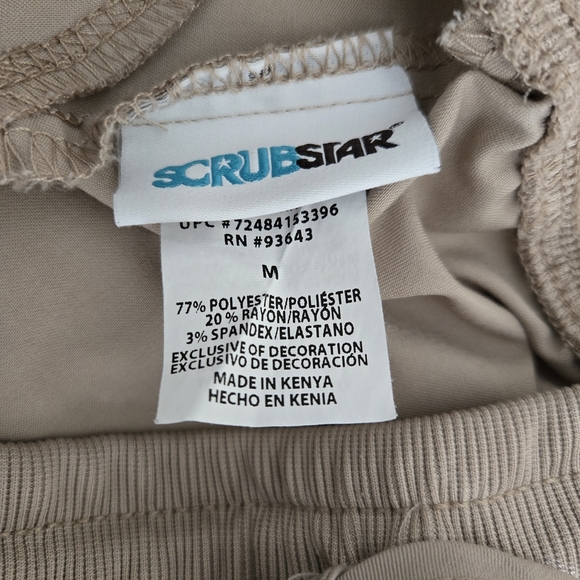 SCRUBSTAR
UPC #72484153396
RN #93643
M
77% POLYESTER/POLIÉSTER
20% RAYON/RAYÓN
3% SPANDEX/ELASTANO
EXCLUSIVE OF DECORATION
EXCLUSIVO DE DECORACIÓN
MADE IN KENYA
HECHO EN KENIA